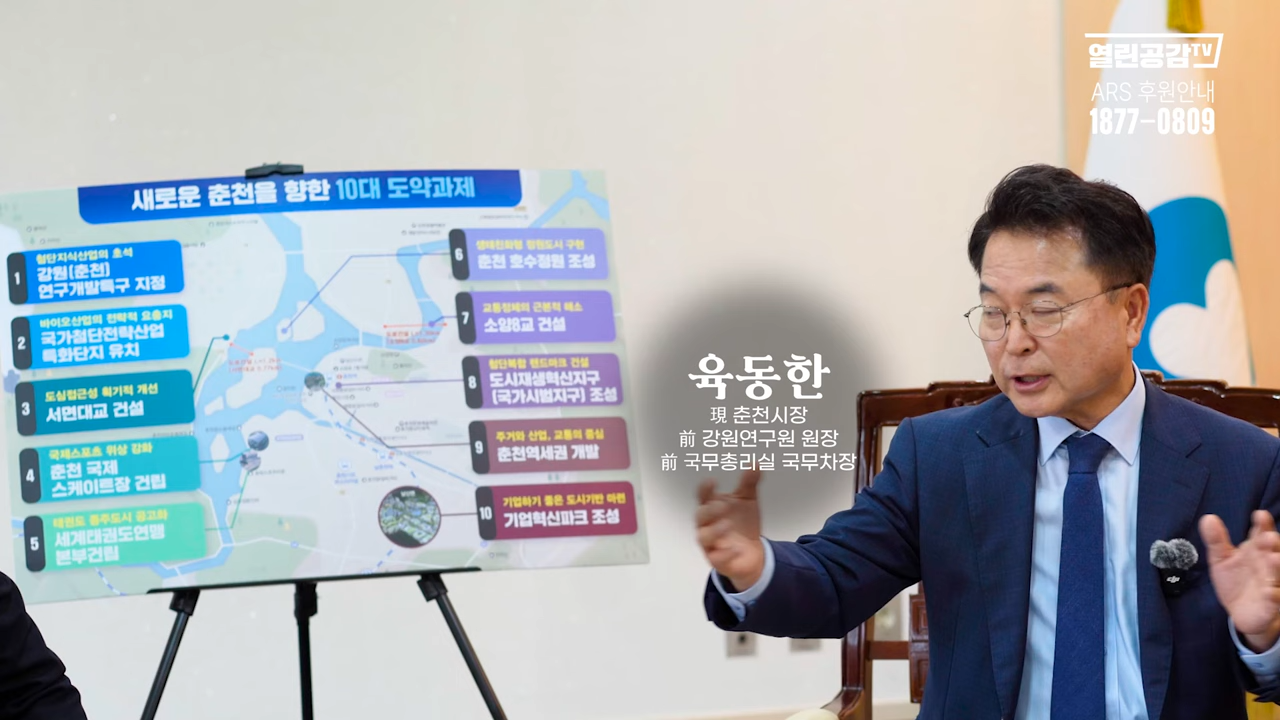 열린공감TV
ARS 후원안내
1877-0809
새로운 춘천을 향한 10대 도약과제
1
첨단지식산업의 초석
강원(춘천)
연구개발특구 지정
2
바이오산업의 전략적 요충지
국가첨단전략산업
특화단지 유치
3
도심접근성 획기적 개선
서면대교 건설
4
국제스포츠 위상 강화
춘천 국제
스케이트장 건립
5
태권도 종주도시 공고화
세계태권도연맹
본부건립
6
생태친화형 정원도시 구현
춘천 호수정원 조성
7
교통정체의 근본적 해소
소양8교 건설
8
첨단복합 랜드마크 건설
도시재생혁신지구
(국가시범지구) 조성
9
주거와 산업, 교통의 중심
춘천역세권 개발
10
기업하기 좋은 도시기반 마련
기업혁신파크 조성
육동한
現 춘천시장
前 강원연구원 원장
前 국무총리실 국무차장
dji